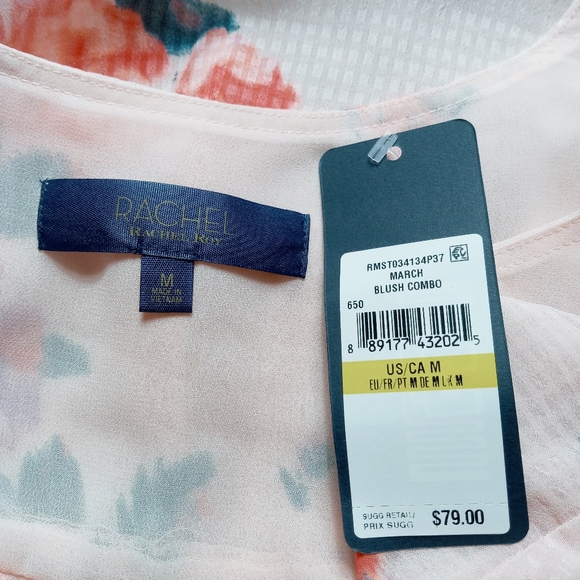 RACHEL
RACHEL ROY
M
MADE IN
VIETNAM
RMST034134P37
MARCH
BLUSH COMBO
650
8 89177 43202 5
US/CA M
EU/FR/PT M DE M UK M
SUGG RETAIL/
PRIX SUGG $79.00